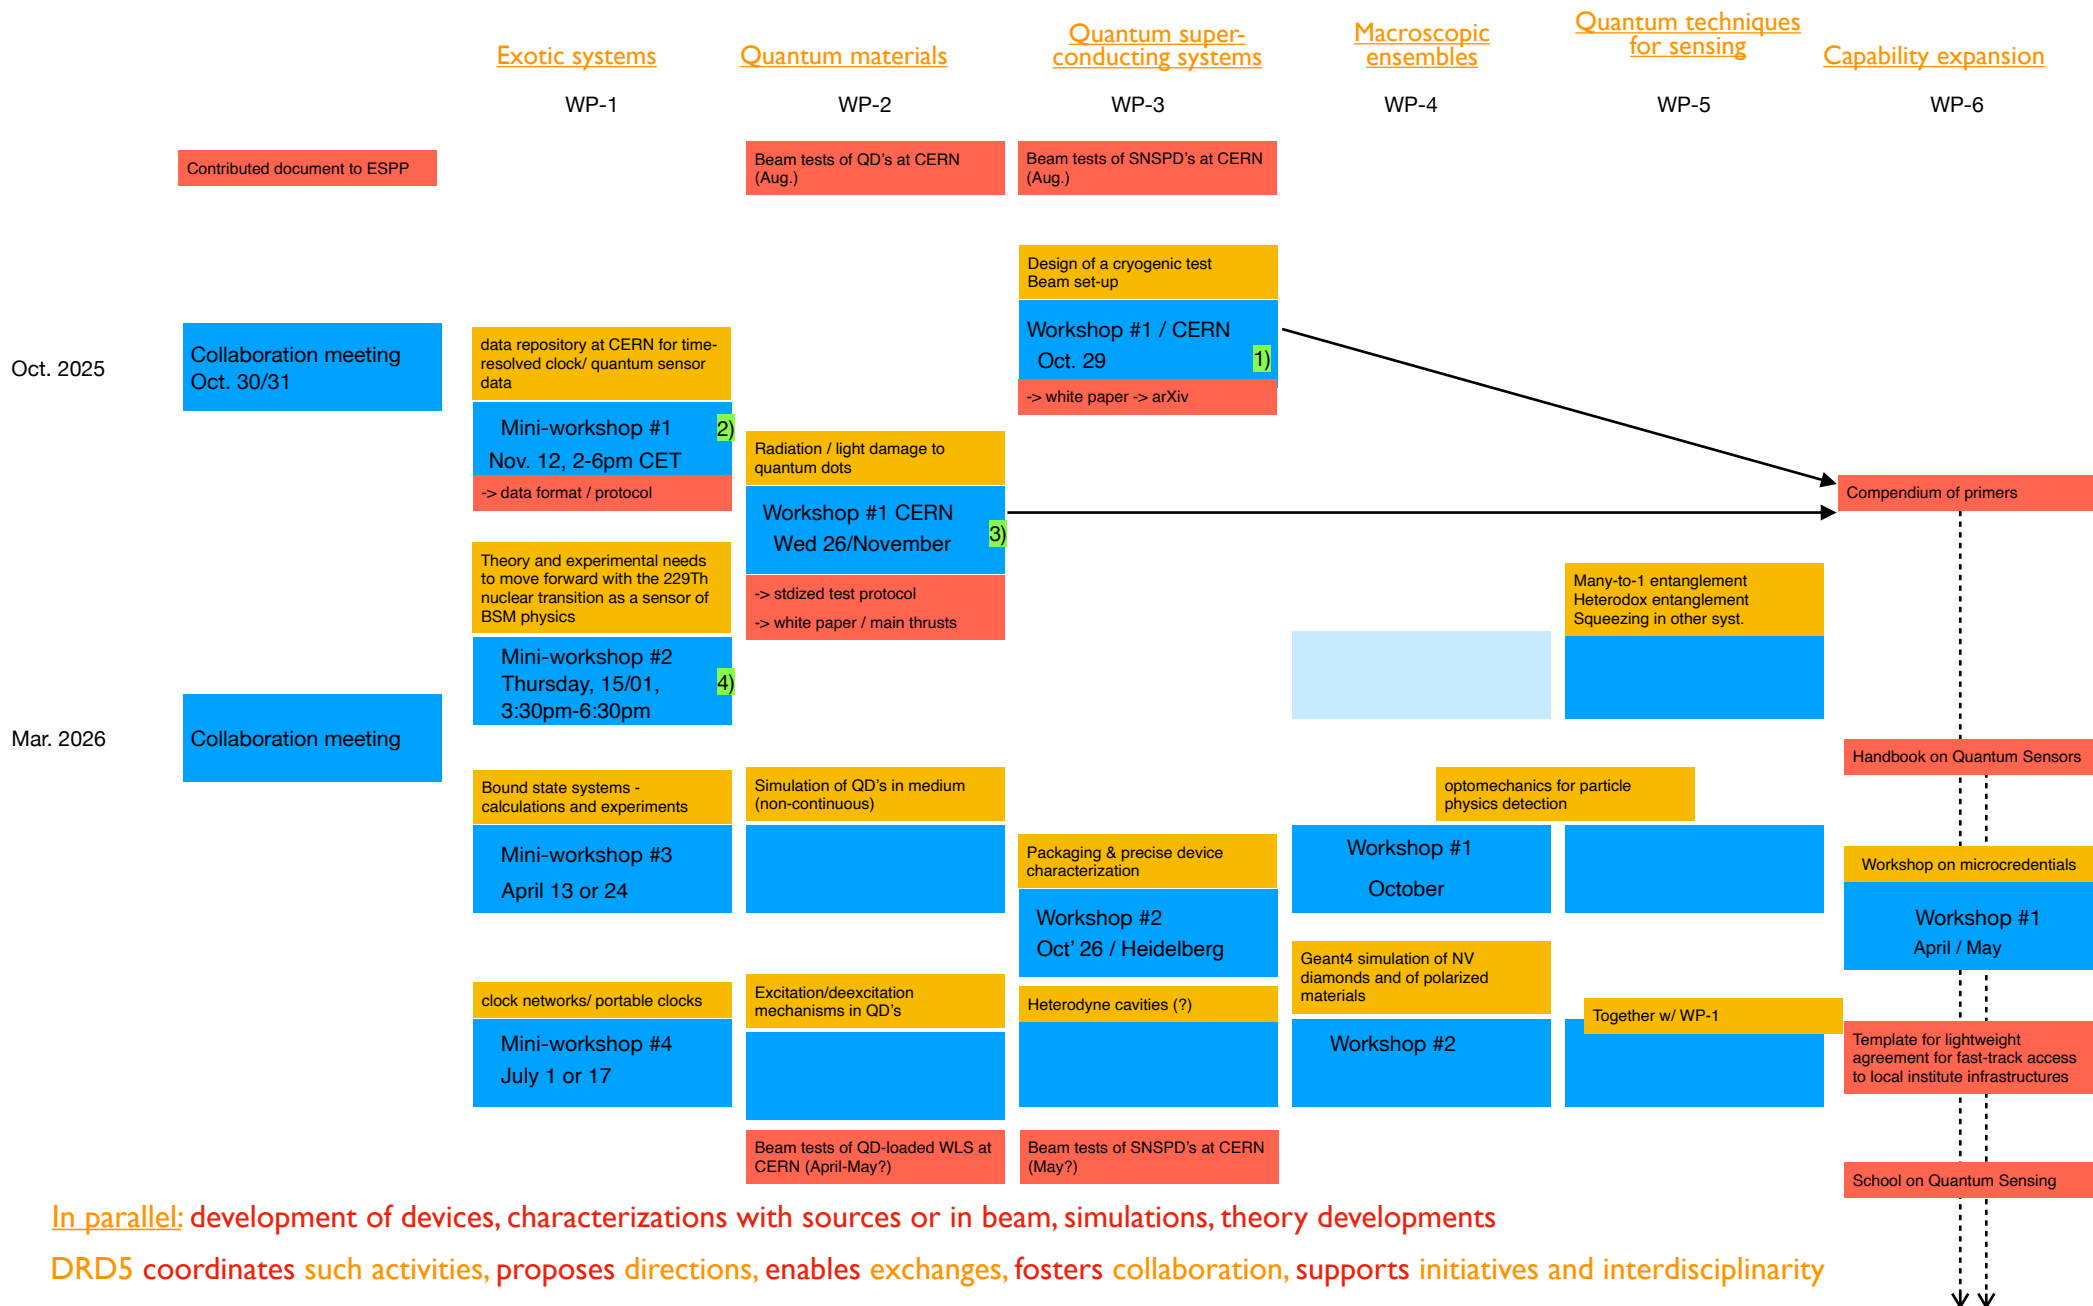 Exotic systems
Quantum materials
Quantum super-
conducting systems
Macroscopic
ensembles
Quantum techniques
for sensing
Capability expansion
WP-1
WP-2
WP-3
WP-4
WP-5
WP-6
Contributed document to ESPP
Beam tests of QD's at CERN
(Aug.)
Beam tests of SNSPD's at CERN
(Aug.)
Design of a cryogenic test
Beam set-up
Workshop #1 / CERN
Oct. 29
1)
-> white paper -> arXiv
Oct. 2025
Collaboration meeting
Oct. 30/31
data repository at CERN for time-
resolved clock/ quantum sensor
data
Mini-workshop #1
2)
Nov. 12, 2-6pm CET
-> data format / protocol
Radiation / light damage to
quantum dots
Workshop #1 CERN
Wed 26/November
3)
-> stdized test protocol
-> white paper / main thrusts
Compendium of primers
Theory and experimental needs
to move forward with the 229Th
nuclear transition as a sensor of
BSM physics
Mini-workshop #2
Thursday, 15/01,
3:30pm-6:30pm
4)
Many-to-1 entanglement
Heterodox entanglement
Squeezing in other syst.
Mar. 2026
Collaboration meeting
Handbook on Quantum Sensors
Bound state systems -
calculations and experiments
Mini-workshop #3
April 13 or 24
Simulation of QD's in medium
(non-continuous)
Packaging & precise device
characterization
Workshop #2
Oct' 26 / Heidelberg
optomechanics for particle
physics detection
Workshop #1
October
Workshop on microcredentials
Workshop #1
April / May
clock networks/ portable clocks
Mini-workshop #4
July 1 or 17
Excitation/deexcitation
mechanisms in QD's
Heterodyne cavities (?)
Geant4 simulation of NV
diamonds and of polarized
materials
Workshop #2
Together w/ WP-1
Template for lightweight
agreement for fast-track access
to local institute infrastructures
Beam tests of QD-loaded WLS at
CERN (April-May?)
Beam tests of SNSPD's at CERN
(May?)
School on Quantum Sensing
In parallel: development of devices, characterizations with sources or in beam, simulations, theory developments
DRD5 coordinates such activities, proposes directions, enables exchanges, fosters collaboration, supports initiatives and interdisciplinarity